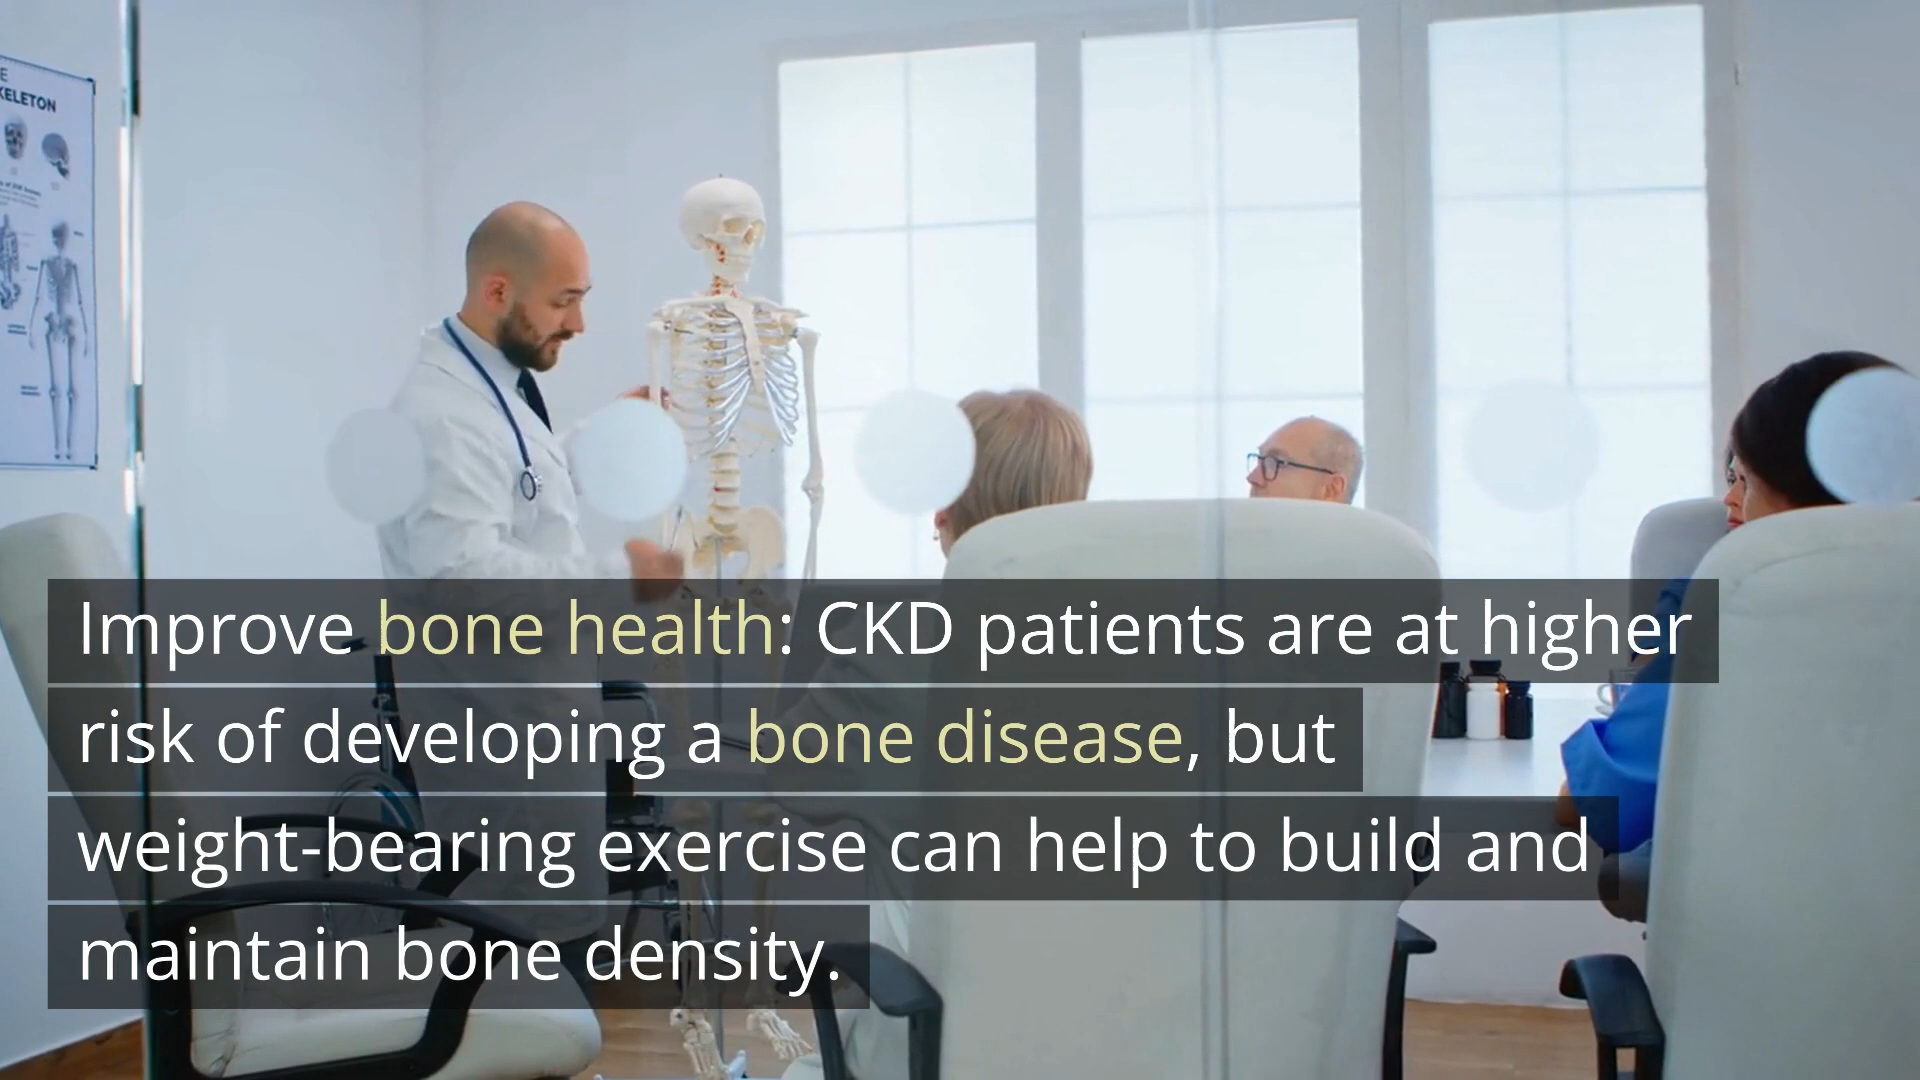 E
KELETON
Improve bone health: CKD patients are at higher
risk of developing a bone disease, but
weight-bearing exercise can help to build and
maintain bone density.